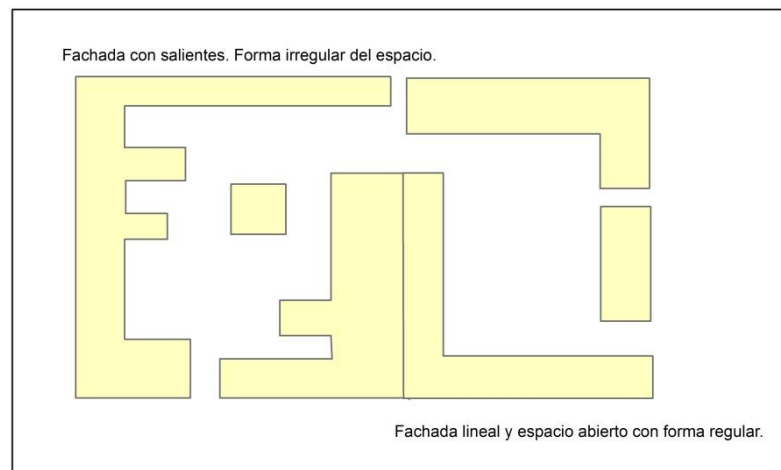 Fachada con salientes. Forma irregular del espacio.
Fachada lineal y espacio abierto con forma regular.